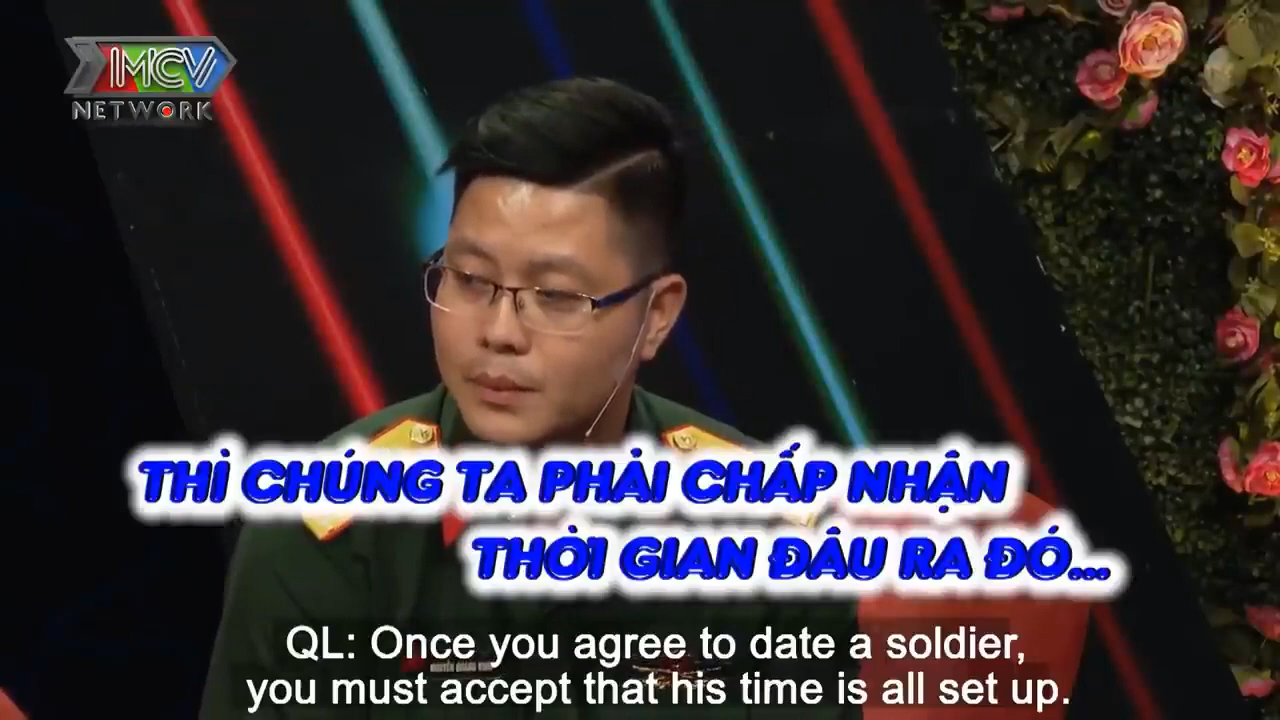 MCV
NETWORK
THÌ CHÚNG TA PHẢI CHẤP NHẬN
THỜI GIAN ĐÂU RA ĐÓ...
QL: Once you agree to date a soldier,
you must accept that his time is all set up.